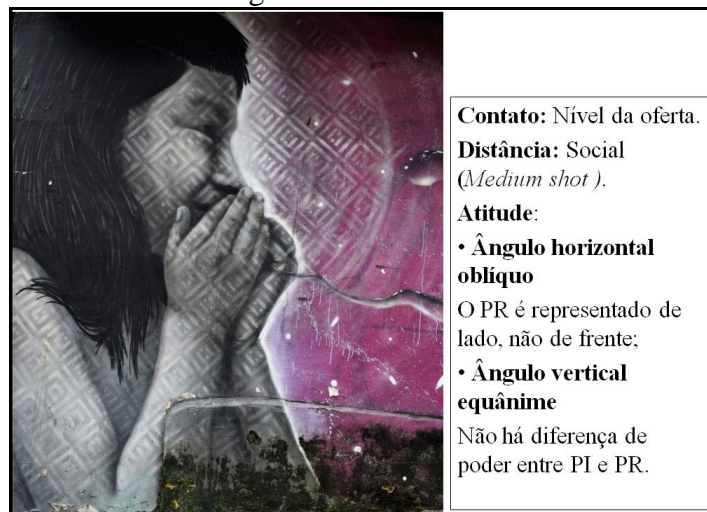 Contato: Nível da oferta.
Distância: Social
(Medium shot ).
Atitude:
• Ângulo horizontal
oblíquo
O PR é representado de
lado, não de frente;
• Ângulo vertical
equânime
Não há diferença de
poder entre PI e PR.